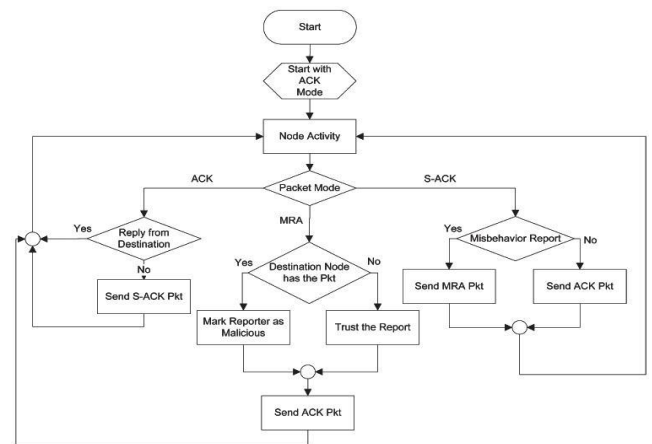 Start
Start with
ACK
Mode
Node Activity
ACK
Packet Mode
S-ACK
MRA
Yes
Reply from
Destination
No
Send S-ACK Pkt
Yes
Destination Node
has the Pkt
No
Mark Reporter as
Malicious
Trust the Report
Send ACK Pkt
Yes
Misbehavior Report
No
Send MRA Pkt
Send ACK Pkt